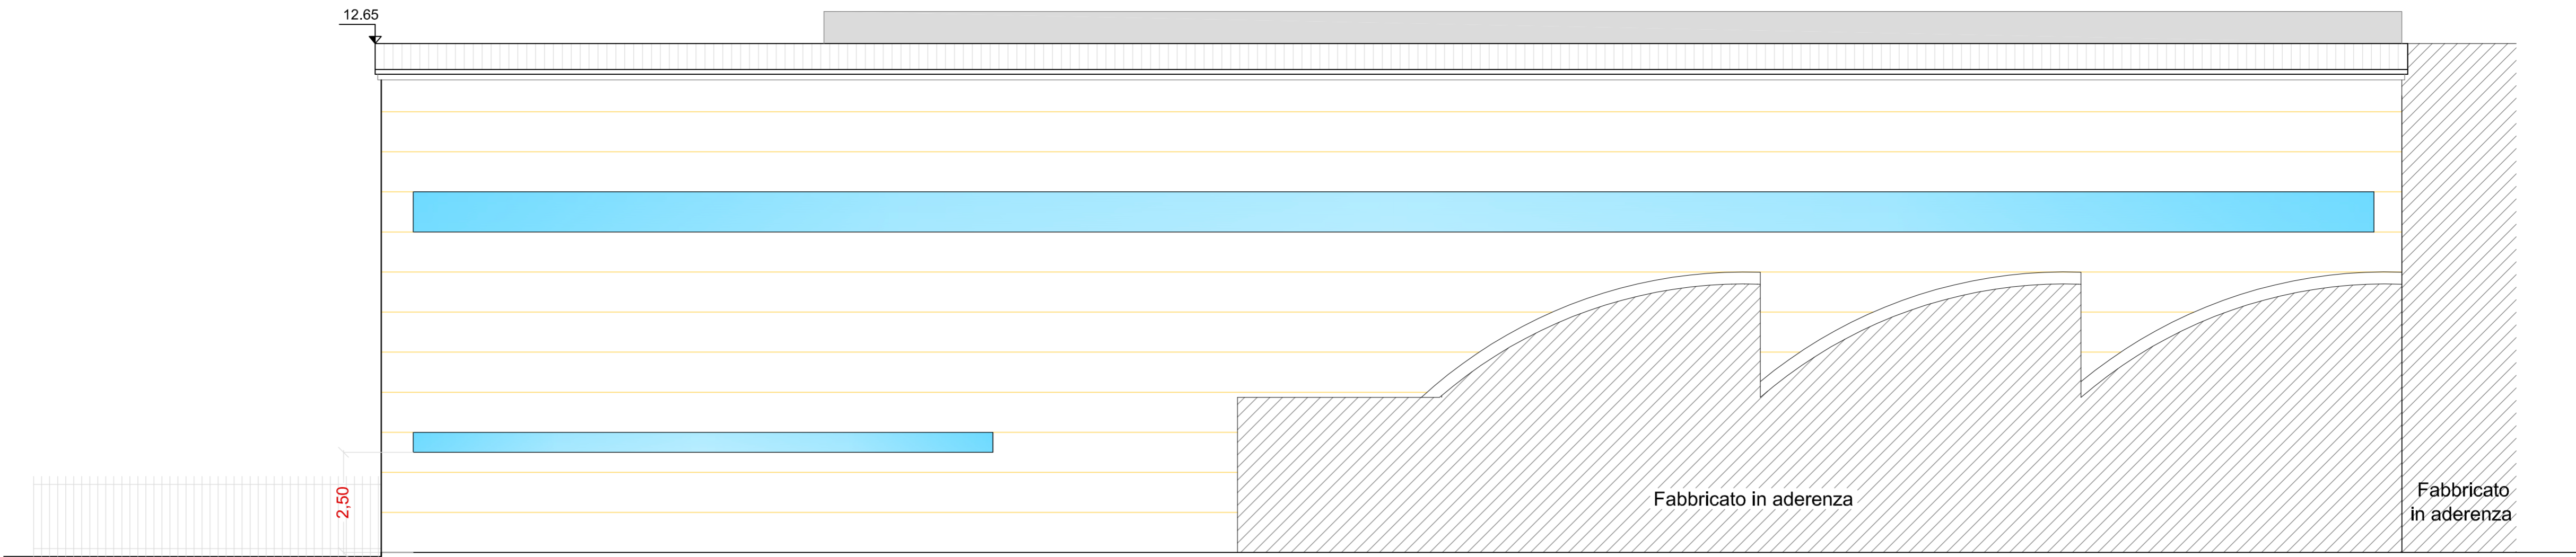 12.65
2,50
Fabbricato in aderenza
Fabbricato
in aderenza